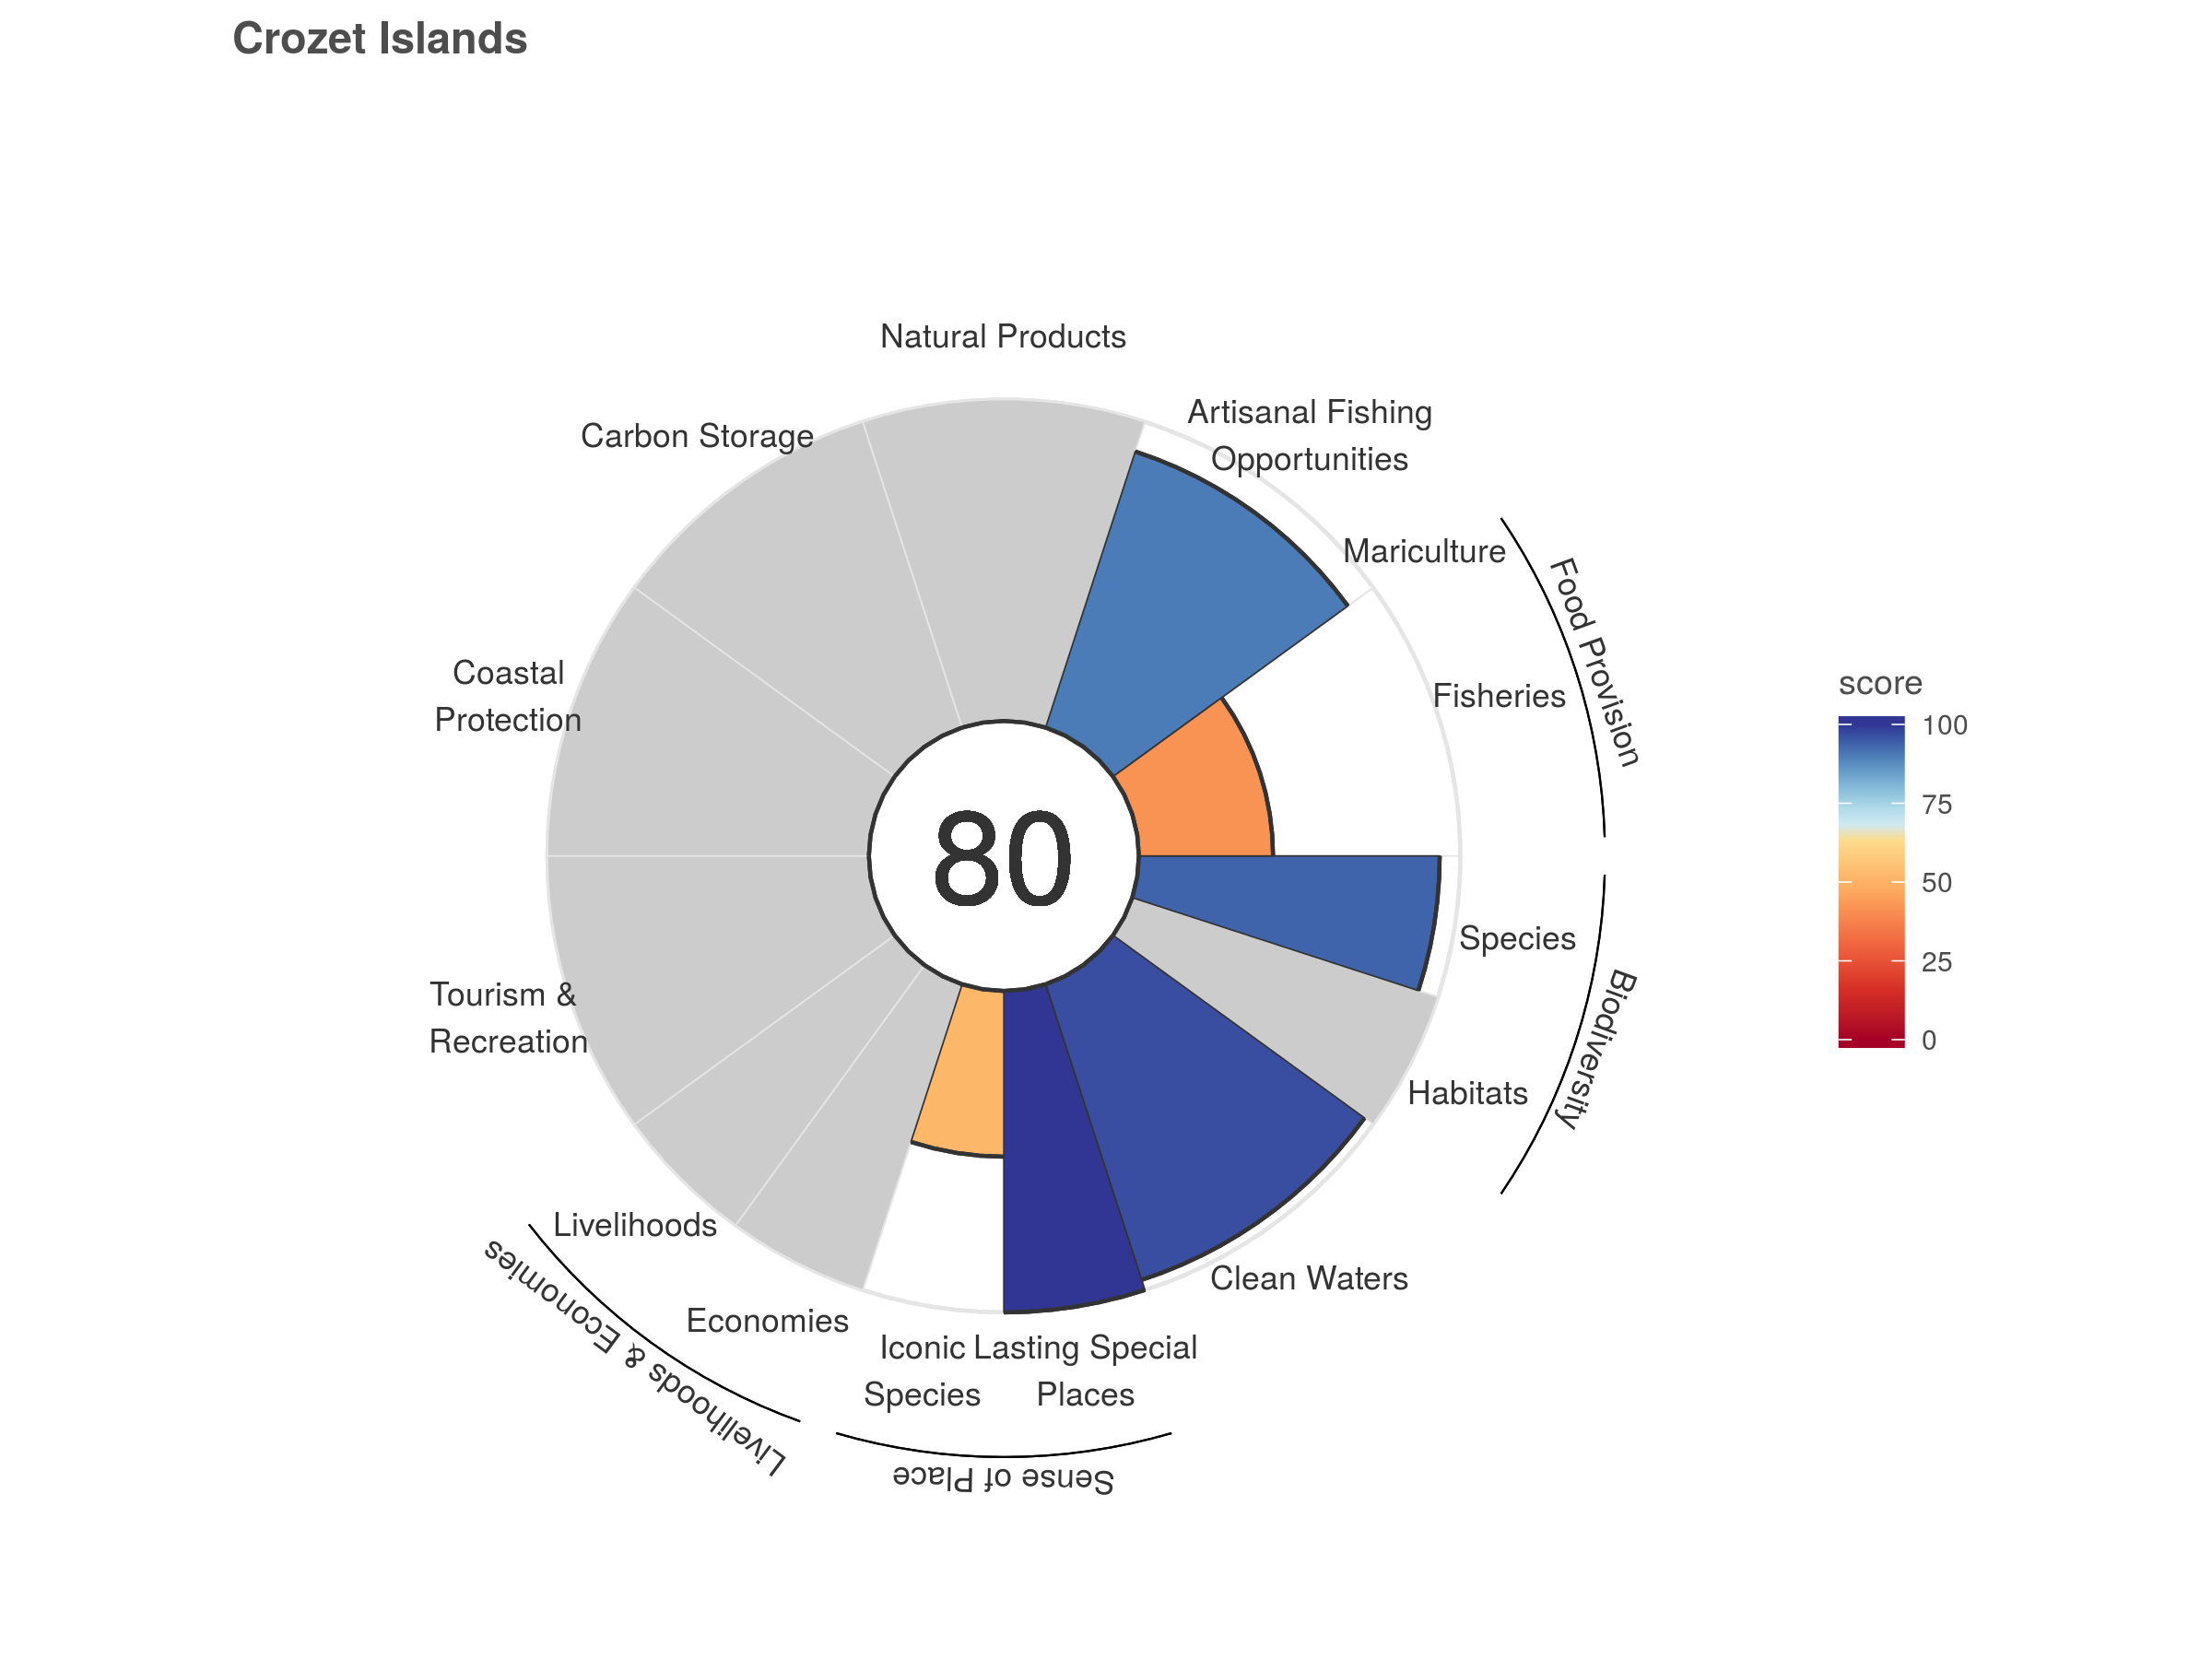 Crozet Islands
Natural Products
Artisanal Fishing
Opportunities
Carbon Storage
Mariculture
Food Provision
Fisheries
Coastal
Protection
score
100
75
50
25
0
80
Species
Biodiversity
Tourism &
Recreation
Habitats
Livelihoods
Clean Waters
Economies
Livelihoods & Economies
Iconic
Species
Lasting Special
Places
Sense of Place